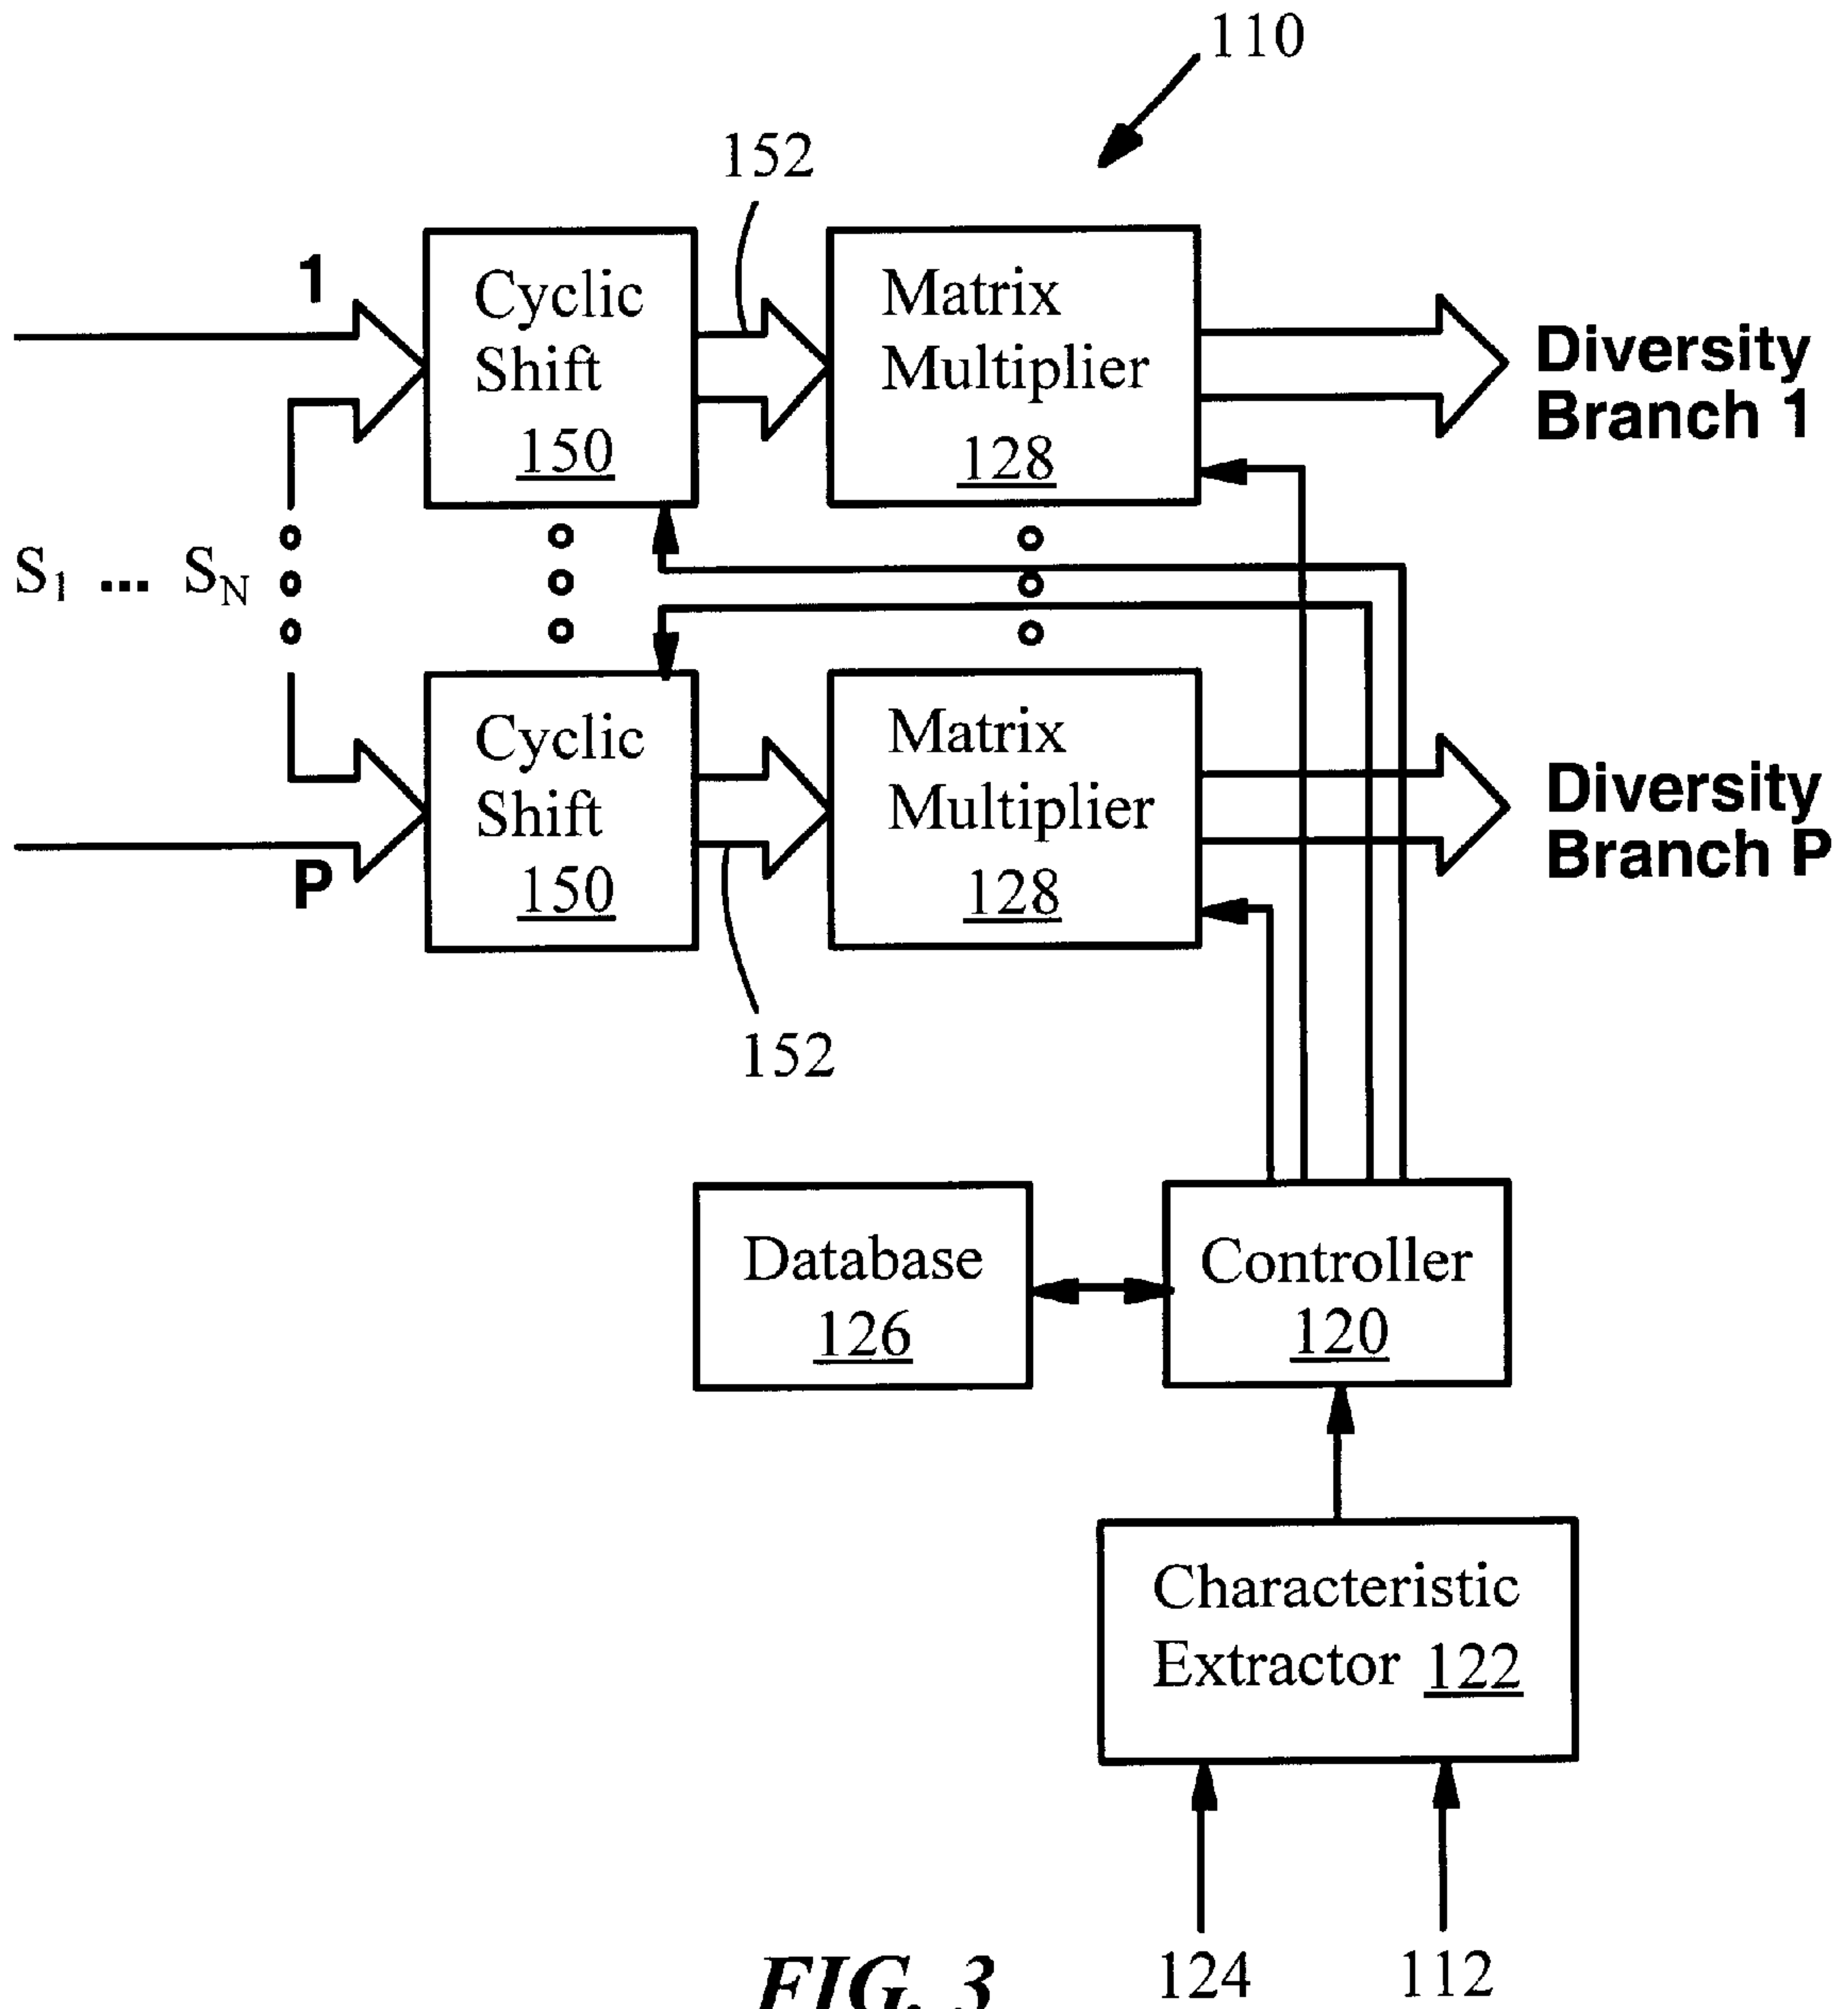 110
152
1
Cyclic
Shift
150
Matrix
Multiplier
128
Diversity
Branch 1
S1 ... SN
Cyclic
Shift
150
Matrix
Multiplier
128
Diversity
Branch P
P
152
Database
126
Controller
120
Characteristic
Extractor 122
124
112
FIG. 3